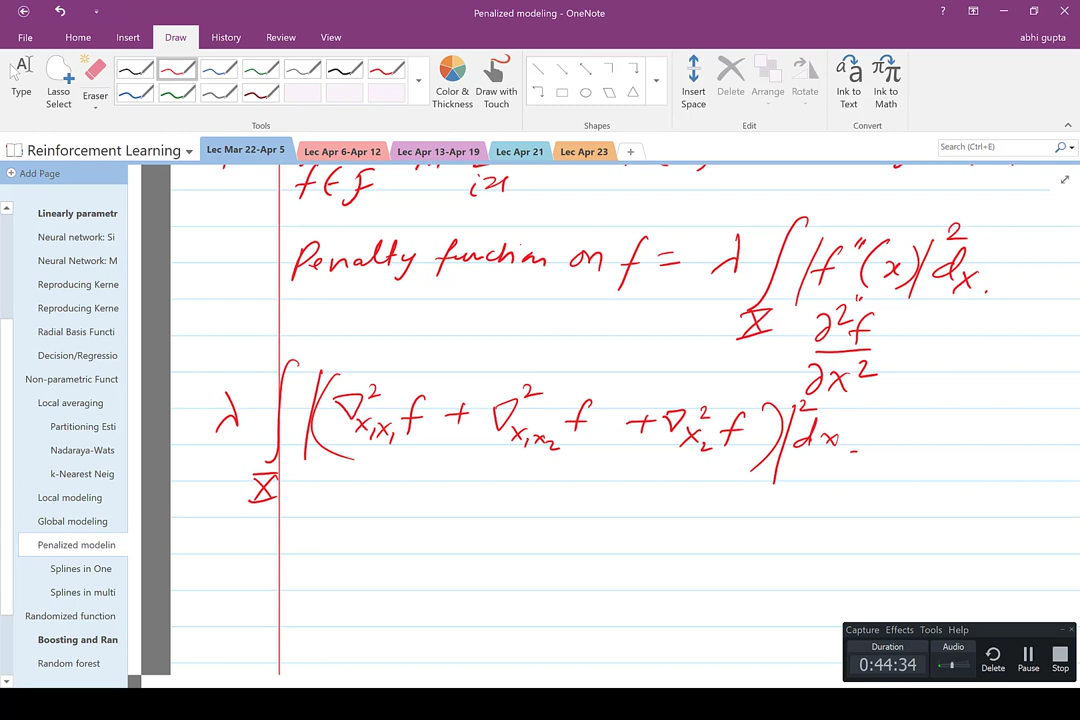 Penalized modeling - OneNote
File Home Insert Draw History Review View
abhi gupta
Type
Lasso Select
Eraser
Color & Thickness
Draw with Touch
Insert Space
Delete
Arrange
Rotate
Ink to Text
Ink to Math
Tools
Shapes
Edit
Convert
Reinforcement Learning
Lec Mar 22-Apr 5
Lec Apr 6-Apr 12
Lec Apr 13-Apr 19
Lec Apr 21
Lec Apr 23
Search (Ctrl+E)
Add Page
Linearly parametr
Neural network: Si
Neural Network: M
Reproducing Kerne
Reproducing Kerne
Radial Basis Functi
Decision/Regressio
Non-parametric Funct
Local averaging
Partitioning Esti
Nadaraya-Wats
k-Nearest Neig
Local modeling
Global modeling
Penalized modelin
Splines in One
Splines in multi
Randomized function
Boosting and Ran
Random forest
f ∈ F i=1
Penalty function on f = λ ∫_X |f''(x)|² dx.
∂²f / ∂x²
λ ∫_X |(∇²_{x₁x₁} f + ∇²_{x₁x₂} f + ∇²_{x₂} f)|² dx.
Capture Effects Tools Help
Duration
0:44:34
Audio
Delete
Pause
Stop